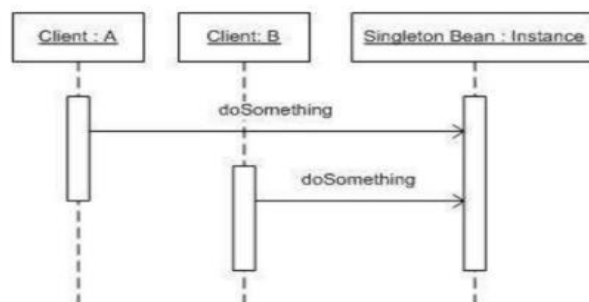 Client : A
Client: B
Singleton Bean : Instance
doSomething
doSomething